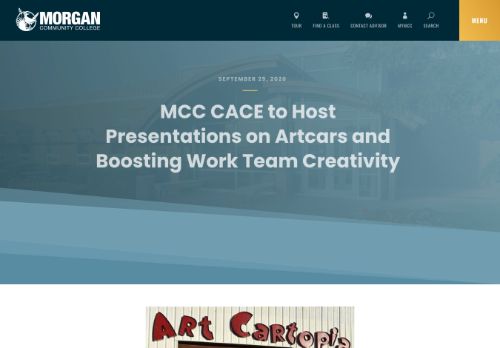 MORGAN
COMMUNITY COLLEGE
TOUR
FIND A CLASS
CONTACT ADVISOR
MYMCC
SEARCH
MENU
SEPTEMBER 25, 2020
MCC CACE to Host
Presentations on Artcars and
Boosting Work Team Creativity
Art Cartopia